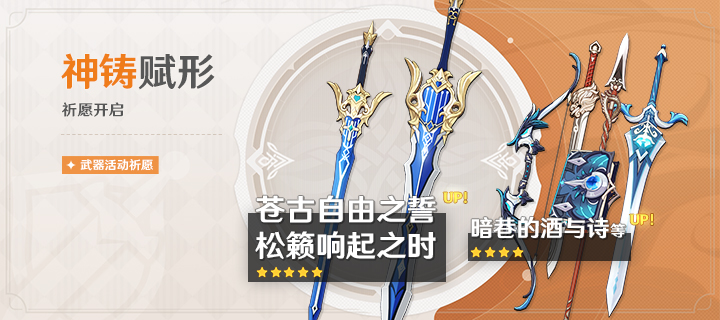 神铸赋形
祈愿开启
武器活动祈愿
苍古自由之誓
UP!
松籁响起之时
暗巷的酒与诗等
UP!